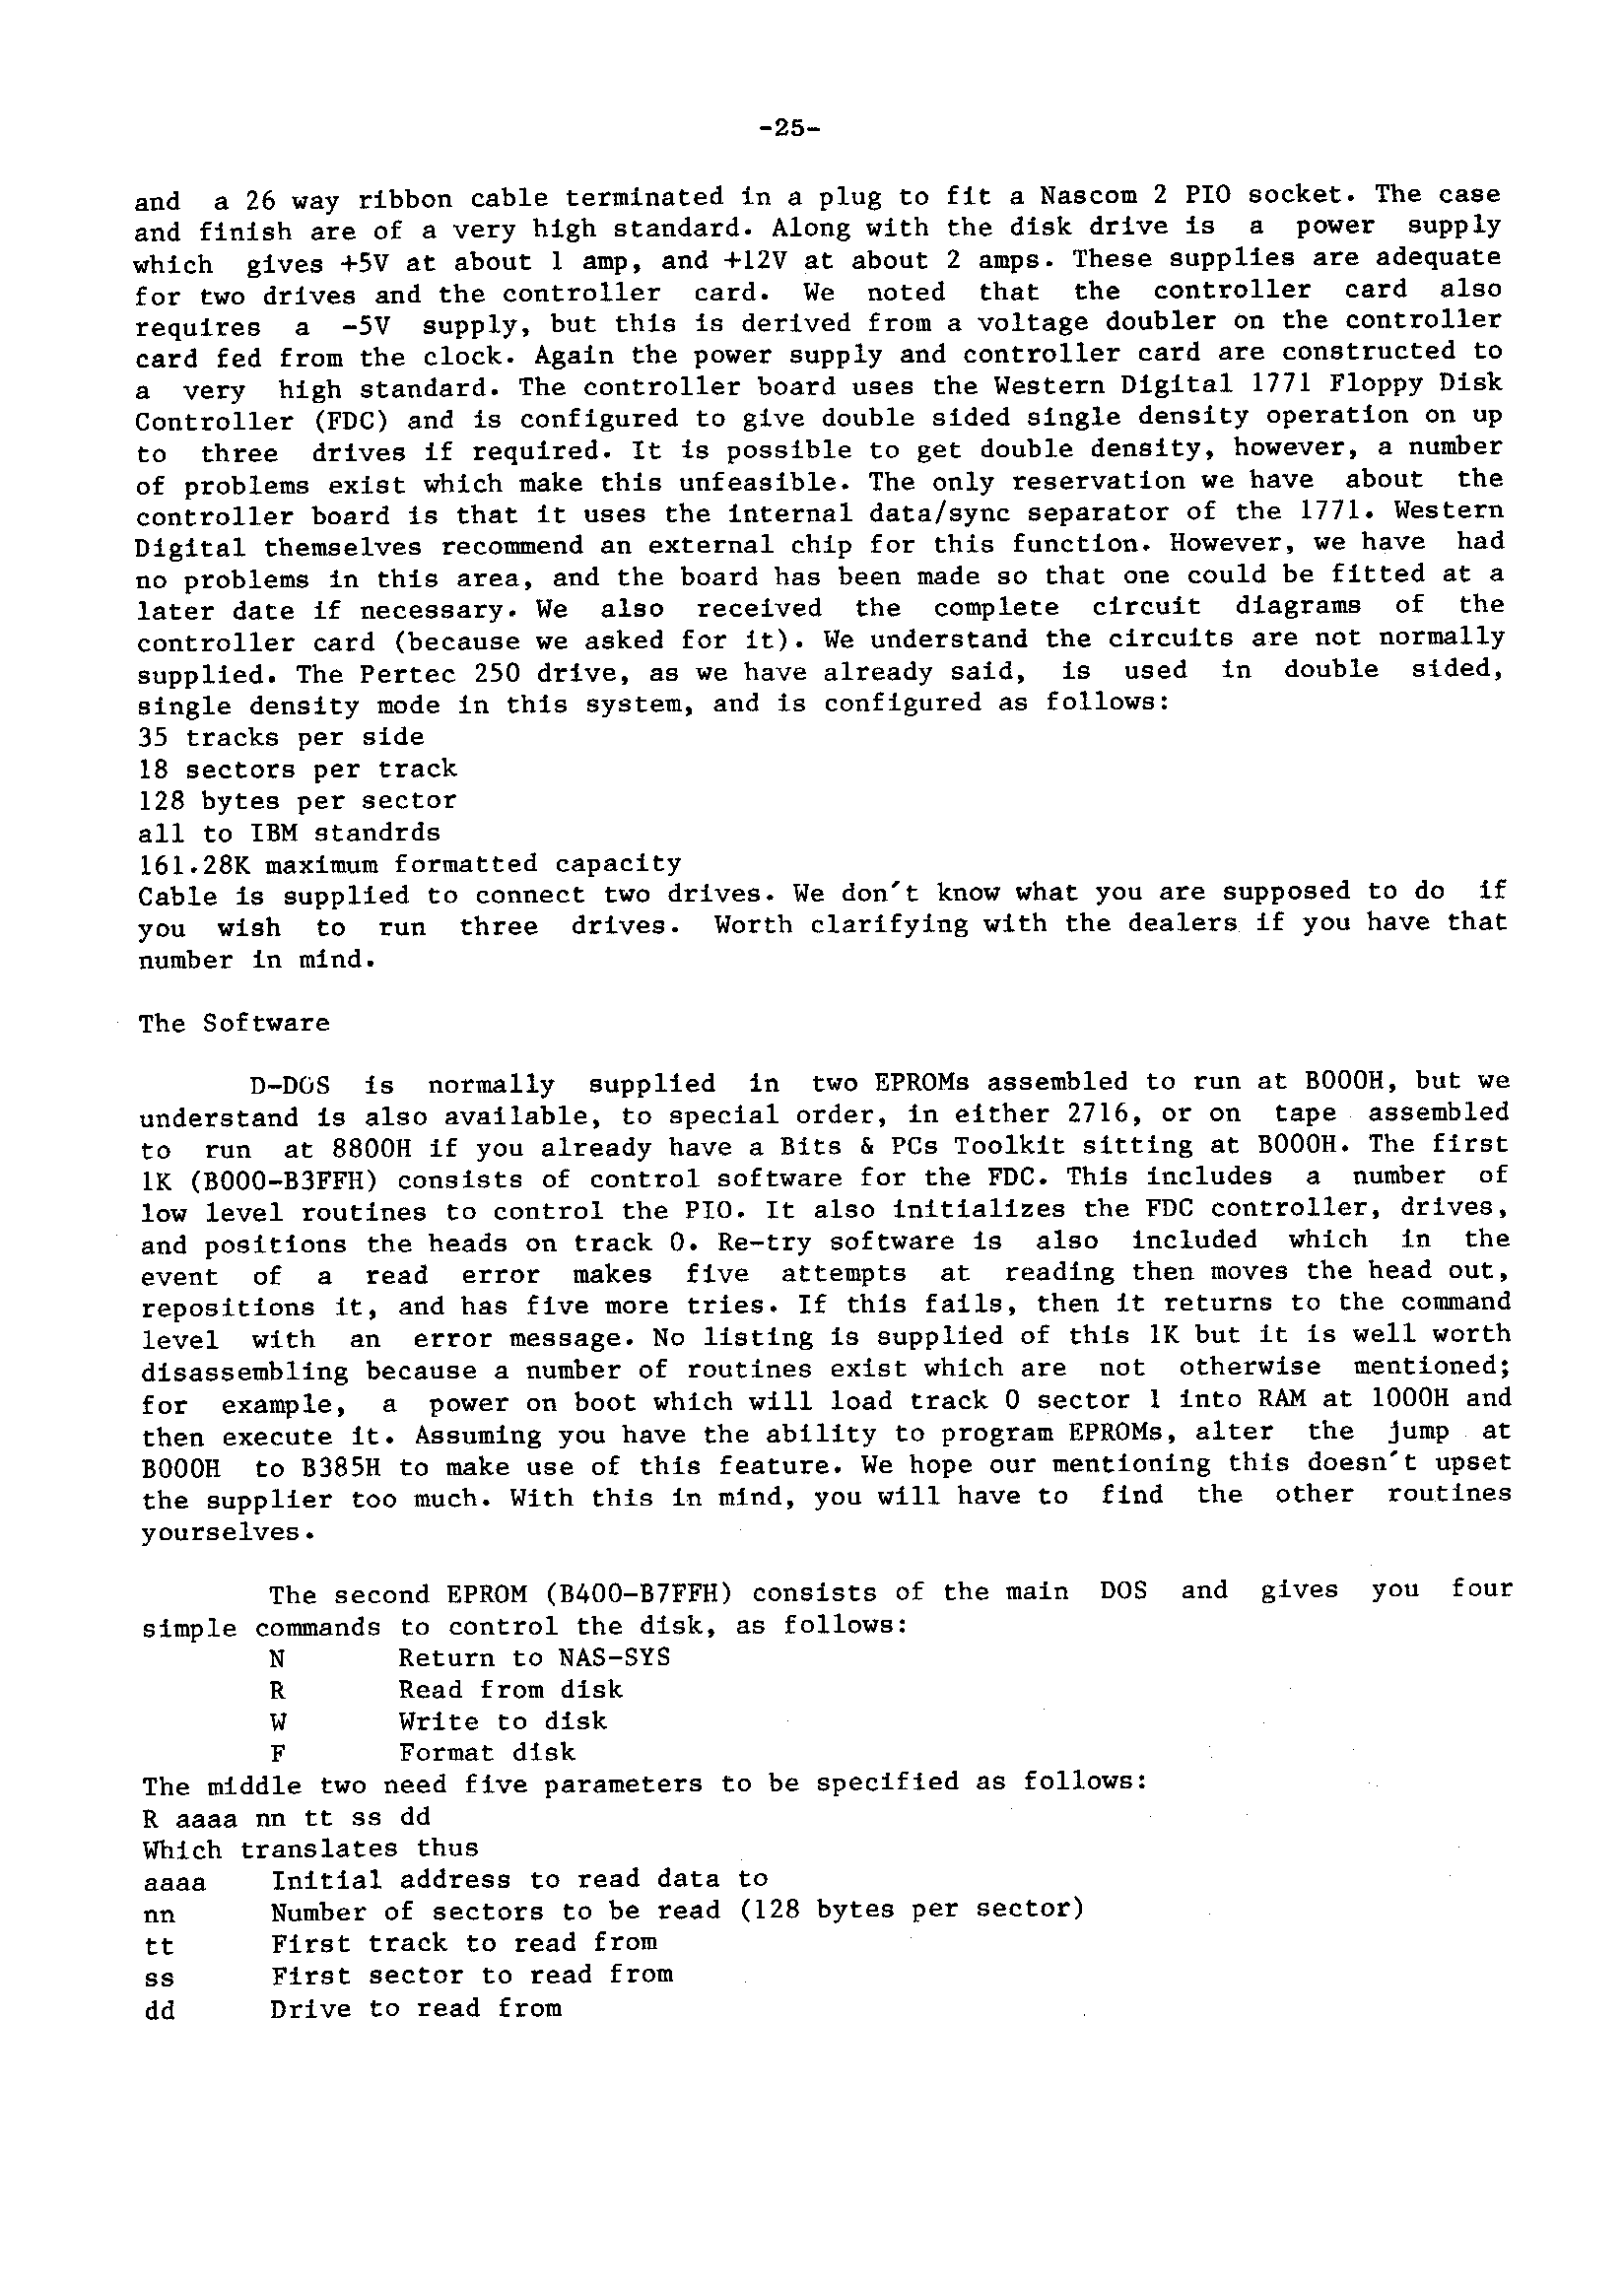 -25-
and a 26 way ribbon cable terminated in a plug to fit a Nascom 2 PIO socket. The case
and finish are of a very high standard. Along with the disk drive is a power supply
which gives +5V at about 1 amp, and +12V at about 2 amps. These supplies are adequate
for two drives and the controller card. We noted that the controller card also
requires a -5V supply, but this is derived from a voltage doubler on the controller
card fed from the clock. Again the power supply and controller card are constructed to
a very high standard. The controller board uses the Western Digital 1771 Floppy Disk
Controller (FDC) and is configured to give double sided single density operation on up
to three drives if required. It is possible to get double density, however, a number
of problems exist which make this unfeasible. The only reservation we have about the
controller board is that it uses the internal data/sync separator of the 1771. Western
Digital themselves recommend an external chip for this function. However, we have had
no problems in this area, and the board has been made so that one could be fitted at a
later date if necessary. We also received the complete circuit diagrams of the
controller card (because we asked for it). We understand the circuits are not normally
supplied. The Pertec 250 drive, as we have already said, is used in double sided,
single density mode in this system, and is configured as follows:
35 tracks per side
18 sectors per track
128 bytes per sector
all to IBM standrds
161.28K maximum formatted capacity
Cable is supplied to connect two drives. We don't know what you are supposed to do if
you wish to run three drives. Worth clarifying with the dealers if you have that
number in mind.
The Software
D-DOS is normally supplied in two EPROMs assembled to run at B000H, but we
understand is also available, to special order, in either 2716, or on tape assembled
to run at 8800H if you already have a Bits & PCs Toolkit sitting at B000H. The first
1K (B000-B3FFH) consists of control software for the FDC. This includes a number of
low level routines to control the PIO. It also initializes the FDC controller, drives,
and positions the heads on track 0. Re-try software is also included which in the
event of a read error makes five attempts at reading then moves the head out,
repositions it, and has five more tries. If this fails, then it returns to the command
level with an error message. No listing is supplied of this 1K but it is well worth
disassembling because a number of routines exist which are not otherwise mentioned;
for example, a power on boot which will load track 0 sector 1 into RAM at 1000H and
then execute it. Assuming you have the ability to program EPROMs, alter the jump at
B000H to B385H to make use of this feature. We hope our mentioning this doesn't upset
the supplier too much. With this in mind, you will have to find the other routines
yourselves.
The second EPROM (B400-B7FFH) consists of the main DOS and gives you four
simple commands to control the disk, as follows:
N Return to NAS-SYS
R Read from disk
W Write to disk
F Format disk
The middle two need five parameters to be specified as follows:
R aaaa nn tt ss dd
Which translates thus
aaaa Initial address to read data to
nn Number of sectors to be read (128 bytes per sector)
tt First track to read from
ss First sector to read from
dd Drive to read from